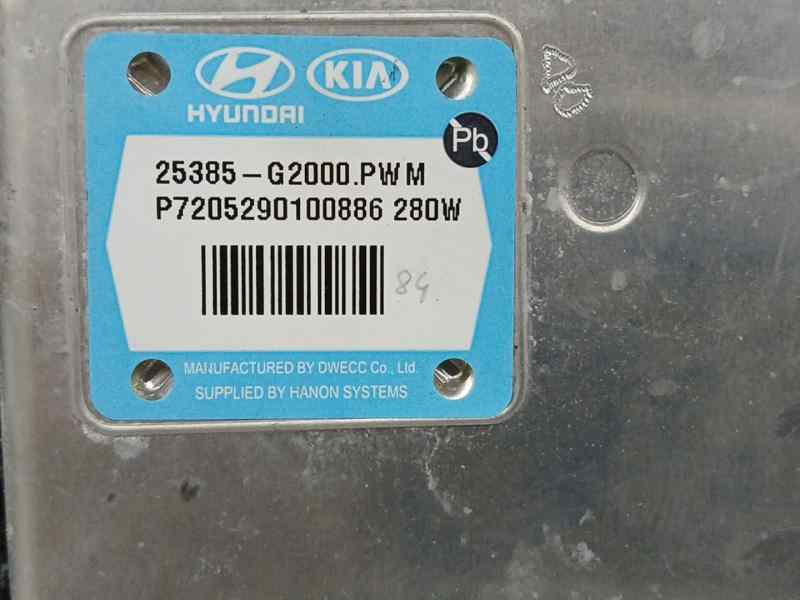 HYUNDAI
KIA
Pb
25385-G2000.PWM
P7205290100886 280W
84
MANUFACTURED BY DWECC Co., Ltd.
SUPPLIED BY HANON SYSTEMS